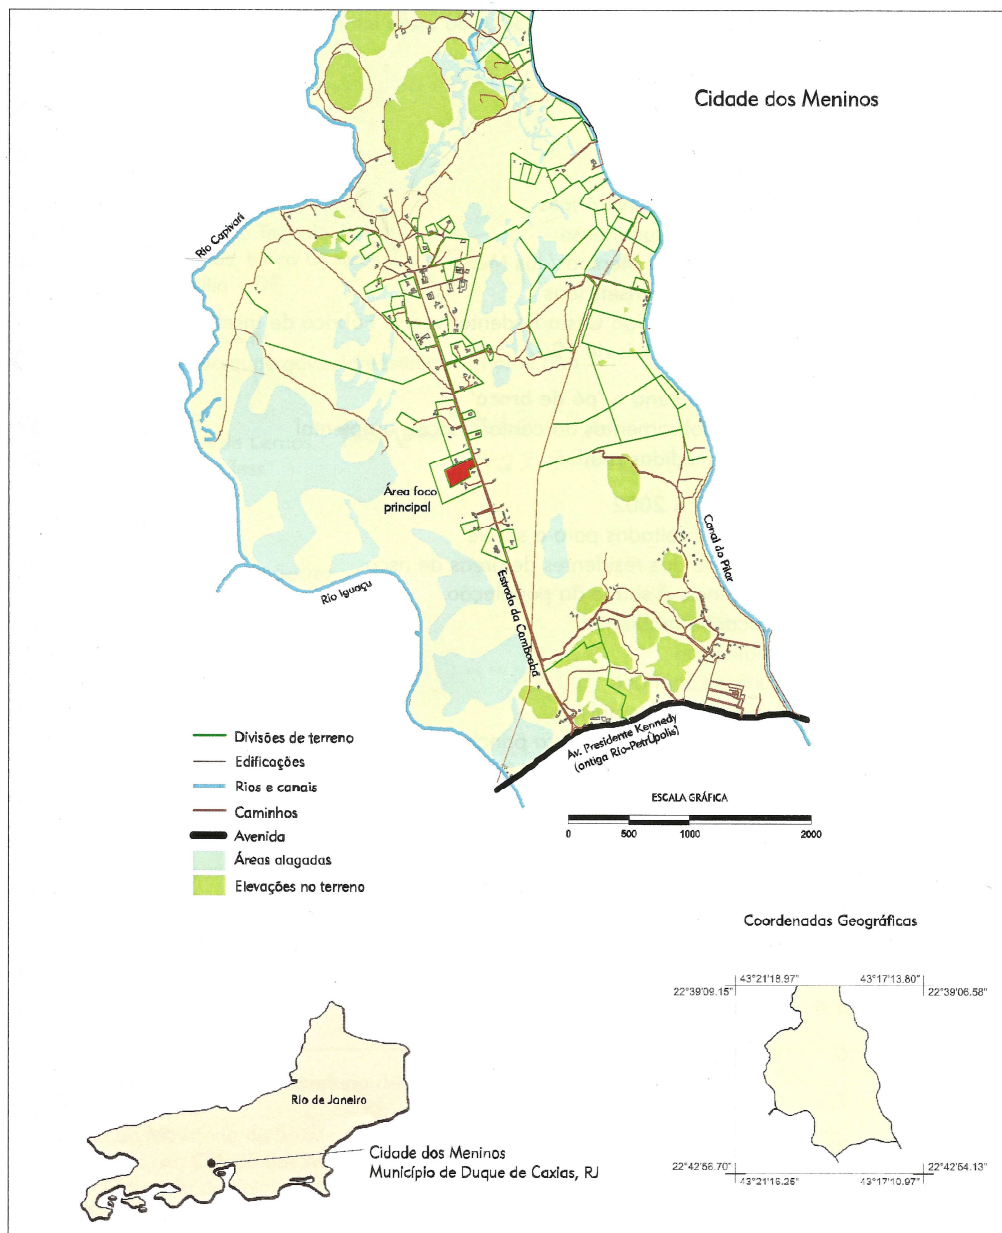 Cidade dos Meninos
Rio Capivari
Área foco
principal
Canal do Pilar
Rio Iguaçu
Estrada da Camboabá
Av. Presidente Kennedy
(antiga Rio-Petrûpolis)
Divisões de terreno
Edificações
Rios e canais
Caminhos
Avenida
Áreas alagadas
Elevações no terreno
ESCALA GRÁFICA
0 500 1000 2000
Coordenadas Geográficas
43°21'18.97" 43°17'13.80"
22°39'09.15" 22°39'06.58"
22°42'56.70" 22°42'54.13"
43°21'16.26" 43°17'10.97"
Rio de Janeiro
Cidade dos Meninos
Município de Duque de Caxias, RJ